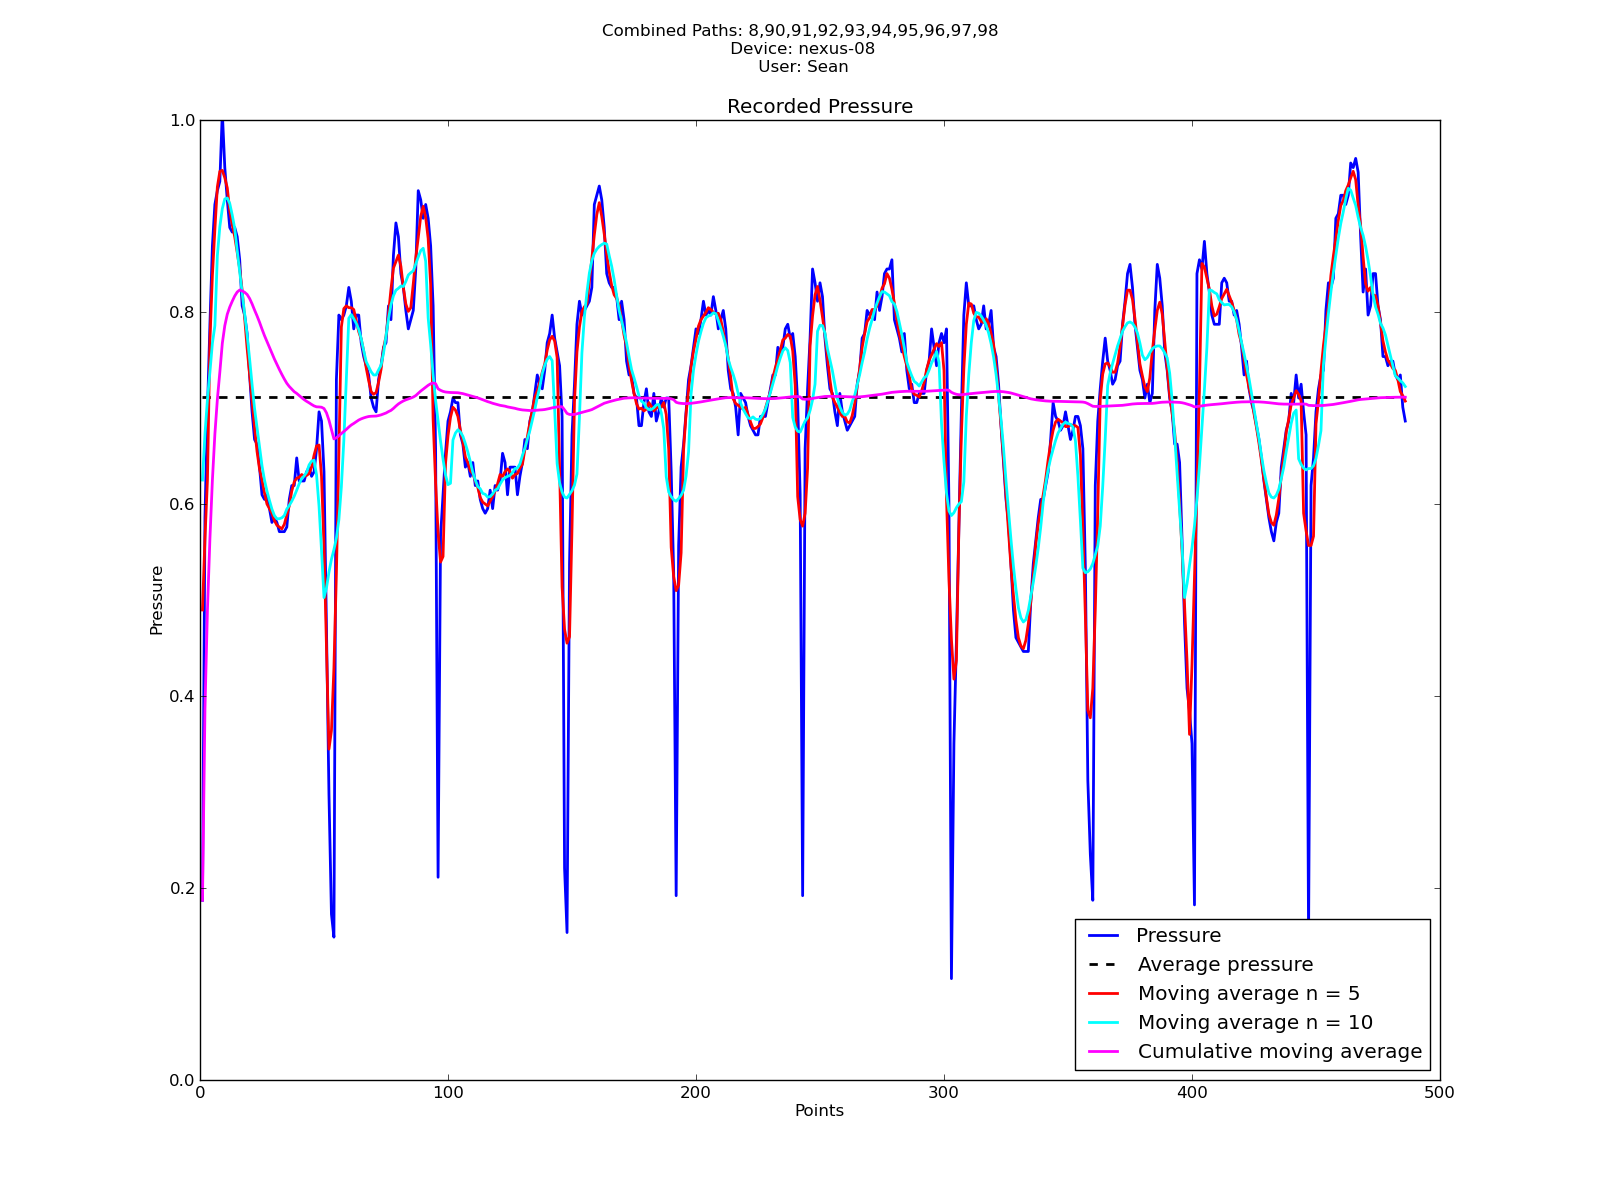 Combined Paths: 8,90,91,92,93,94,95,96,97,98
Device: nexus-08
User: Sean
Recorded Pressure
1.0
0.8
0.6
0.4
0.2
0.0
Pressure
0
100
200
300
400
500
Points
Pressure
Average pressure
Moving average n = 5
Moving average n = 10
Cumulative moving average